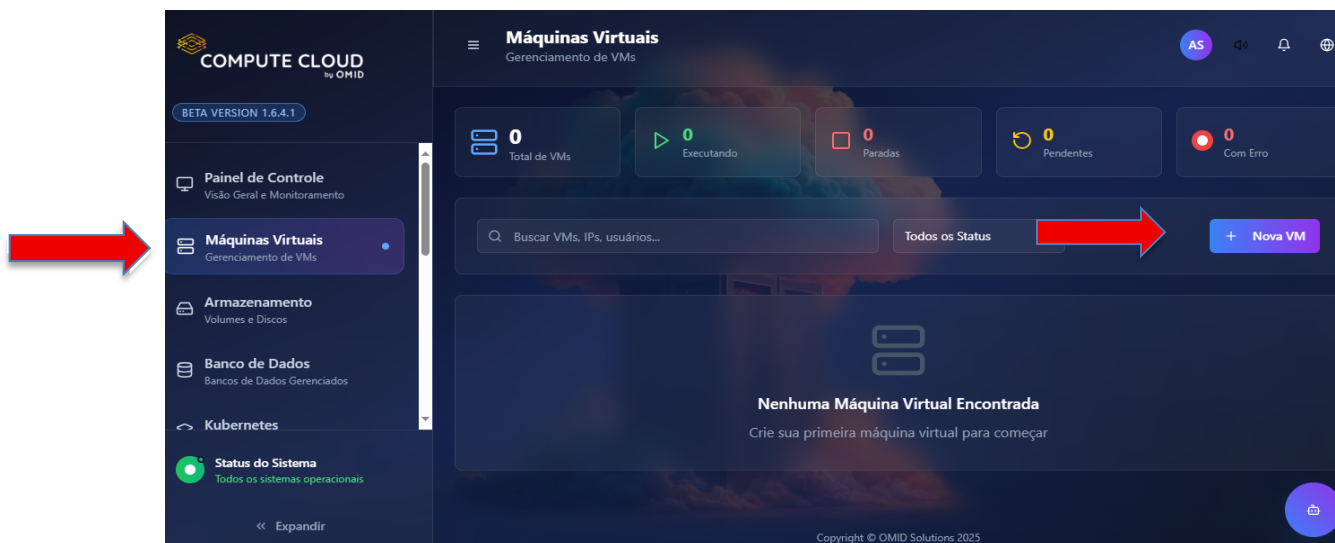 COMPUTE CLOUD
by OMID
BETA VERSION 1.6.4.1
Painel de Controle
Visão Geral e Monitoramento
Máquinas Virtuais
Gerenciamento de VMs
Armazenamento
Volumes e Discos
Banco de Dados
Bancos de Dados Gerenciados
Kubernetes
Status do Sistema
Todos os sistemas operacionais
Expandir
Máquinas Virtuais
Gerenciamento de VMs
AS
0
Total de VMs
0
Executando
0
Paradas
0
Pendentes
0
Com Erro
Buscar VMs, IPs, usuários...
Todos os Status
+ Nova VM
Nenhuma Máquina Virtual Encontrada
Crie sua primeira máquina virtual para começar
Copyright © OMID Solutions 2025